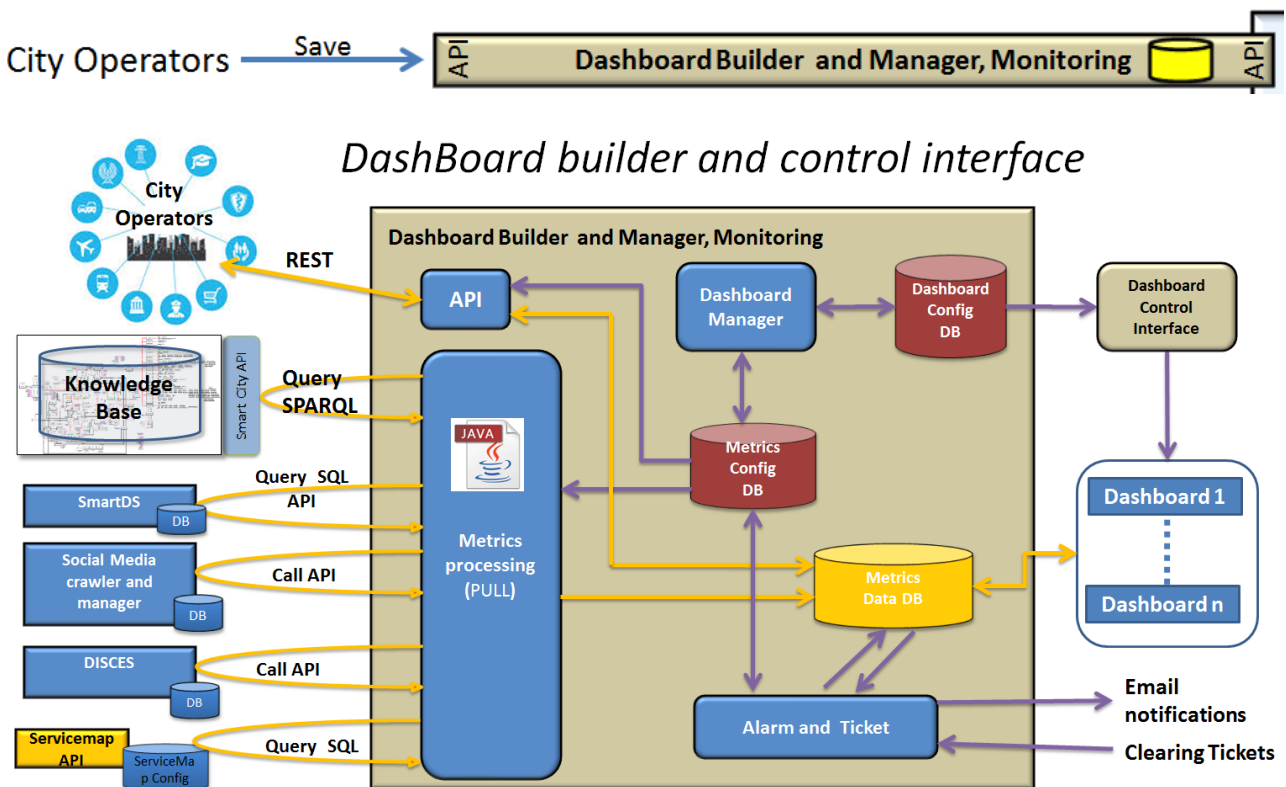 City Operators
Save
API
Dashboard Builder and Manager, Monitoring
API
DashBoard builder and control interface
City
Operators
REST
Dashboard Builder and Manager, Monitoring
API
Dashboard
Manager
Dashboard
Config
DB
Dashboard
Control
Interface
Knowledge
Base
Smart City API
Query
SPARQL
JAVA
Metrics
Config
DB
SmartDS
DB
Query SQL
API
Metrics
processing
(PULL)
Dashboard 1
Social Media
crawler and
manager
DB
Call API
Metrics
Data DB
Dashboard n
DISCES
DB
Call API
Alarm and Ticket
Email
notifications
Clearing Tickets
Servicemap
API
ServiceMa
p Config
Query SQL